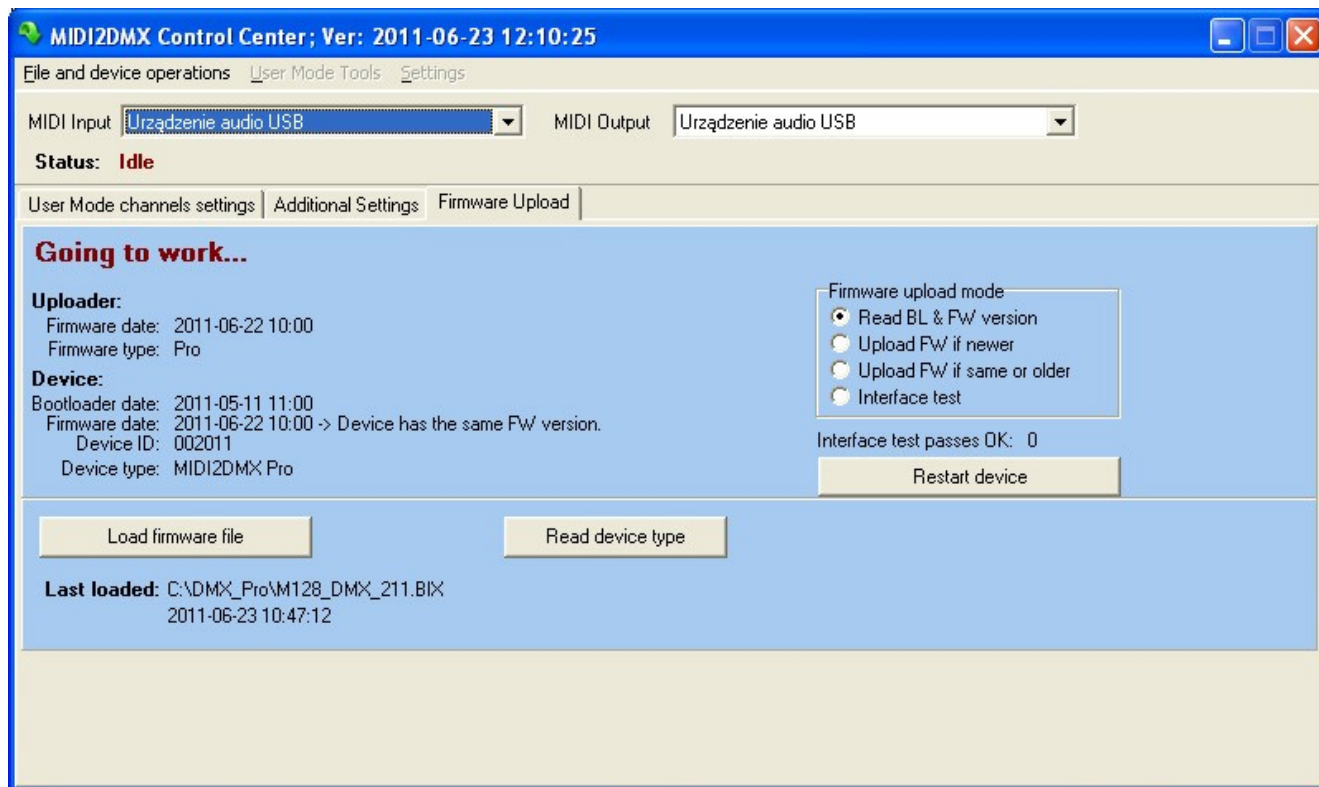 MIDI2DMX Control Center; Ver: 2011-06-23 12:10:25
File and device operations User Mode Tools Settings
MIDI Input Urządzenie audio USB MIDI Output Urządzenie audio USB
Status: Idle
User Mode channels settings Additional Settings Firmware Upload
Going to work...
Uploader:
Firmware date: 2011-06-22 10:00
Firmware type: Pro
Device:
Bootloader date: 2011-05-11 11:00
Firmware date: 2011-06-22 10:00 -> Device has the same FW version.
Device ID: 002011
Device type: MIDI2DMX Pro
Firmware upload mode
Read BL & FW version
Upload FW if newer
Upload FW if same or older
Interface test
Interface test passes OK: 0
Restart device
Load firmware file Read device type
Last loaded: C:\DMX_Pro\M128_DMX_211.BIX
2011-06-23 10:47:12